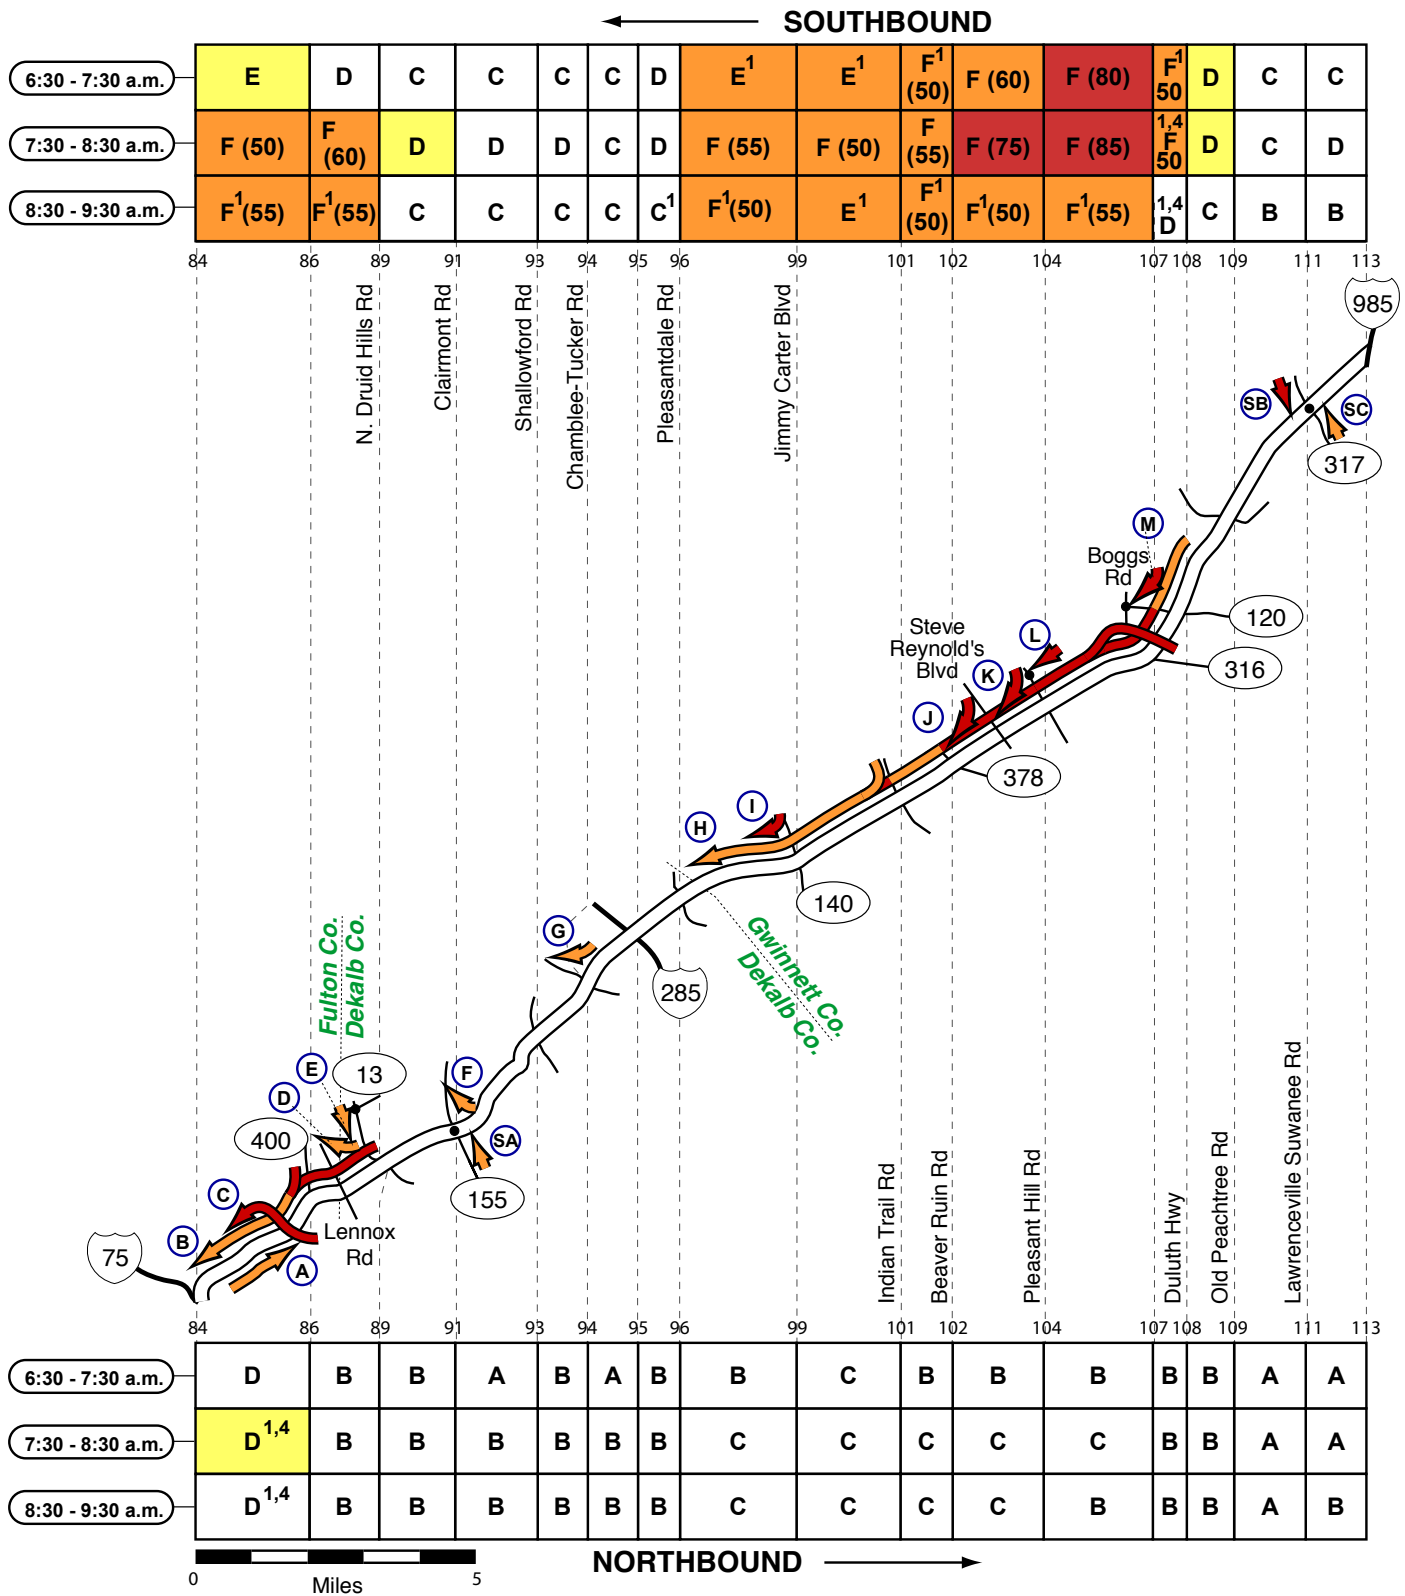 SOUTHBOUND
6:30 - 7:30 a.m. E D C C C C D E1 E1 F1 (50) F (60) F (80) F1 50 D C C
7:30 - 8:30 a.m. F (50) F (60) D D D C D F (55) F (50) F (55) F (75) F (85) 1,4 F 50 D C D
8:30 - 9:30 a.m. F1(55) F1(55) C C C C C1 F1(50) E1 F1 (50) F1(50) F1(55) 1,4 D C B B
84 86 89 91 93 94 95 96 99 101 102 104 107 108 109 111 113
N. Druid Hills Rd
Clairmont Rd
Shallowford Rd
Chamblee-Tucker Rd
Pleasantdale Rd
Jimmy Carter Blvd
985
SB
SC
317
M
Boggs
Rd
120
L
Steve
Reynold's
Blvd
316
K
J
378
I
H
140
G
285
Gwinnett Co.
Dekalb Co.
Fulton Co.
Dekalb Co.
E
13
F
D
400
SA
155
C
B
Lennox
Rd
75
A
Indian Trail Rd
Beaver Ruin Rd
Pleasant Hill Rd
Duluth Hwy
Old Peachtree Rd
Lawrenceville Suwanee Rd
84 86 89 91 93 94 95 96 99 101 102 104 107 108 109 111 113
6:30 - 7:30 a.m. D B B A B A B B C B B B B B A A
7:30 - 8:30 a.m. D1,4 B B B B B B C C C C C B B A A
8:30 - 9:30 a.m. D1,4 B B B B B B C C C C B B B A B
NORTHBOUND
0 5
Miles